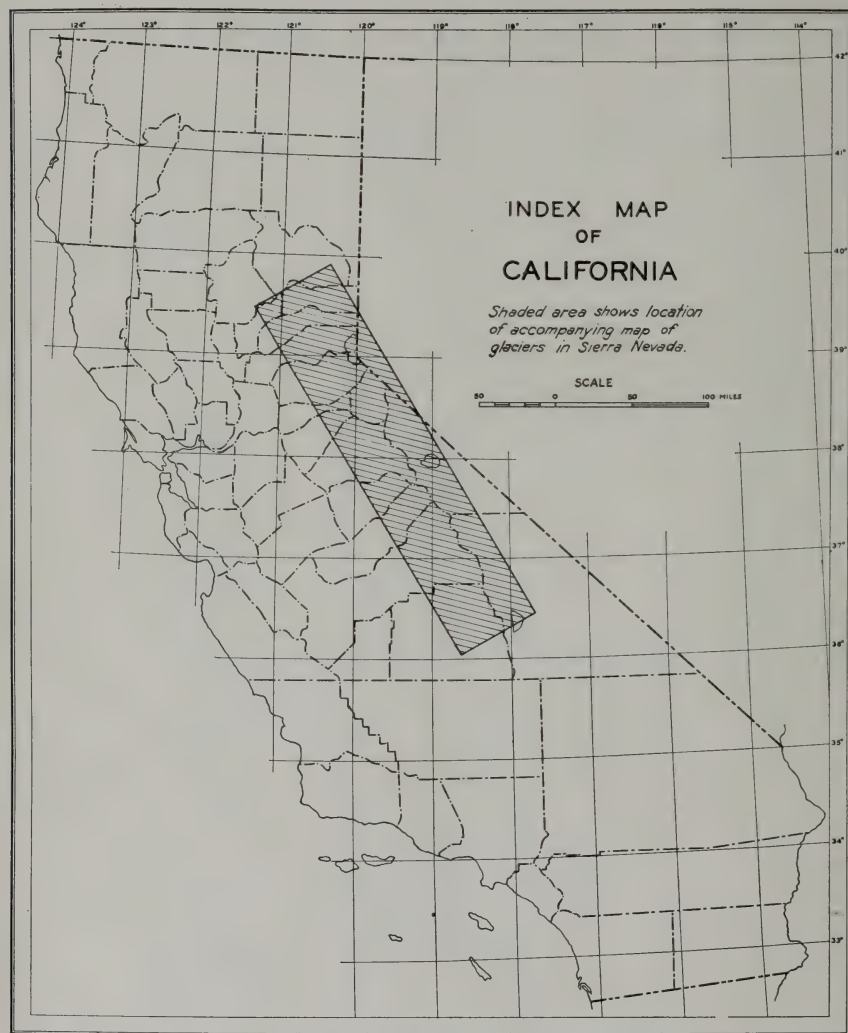 124° 123° 122° 121° 120° 119° 118° 116° 115° 114°
42°
41°
40°
39°
38°
37°
36°
35°
34°
33°
INDEX MAP
OF
CALIFORNIA
Shaded area shows location
of accompanying map of
glaciers in Sierra Nevada.
SCALE
50 0 50 100 MILES